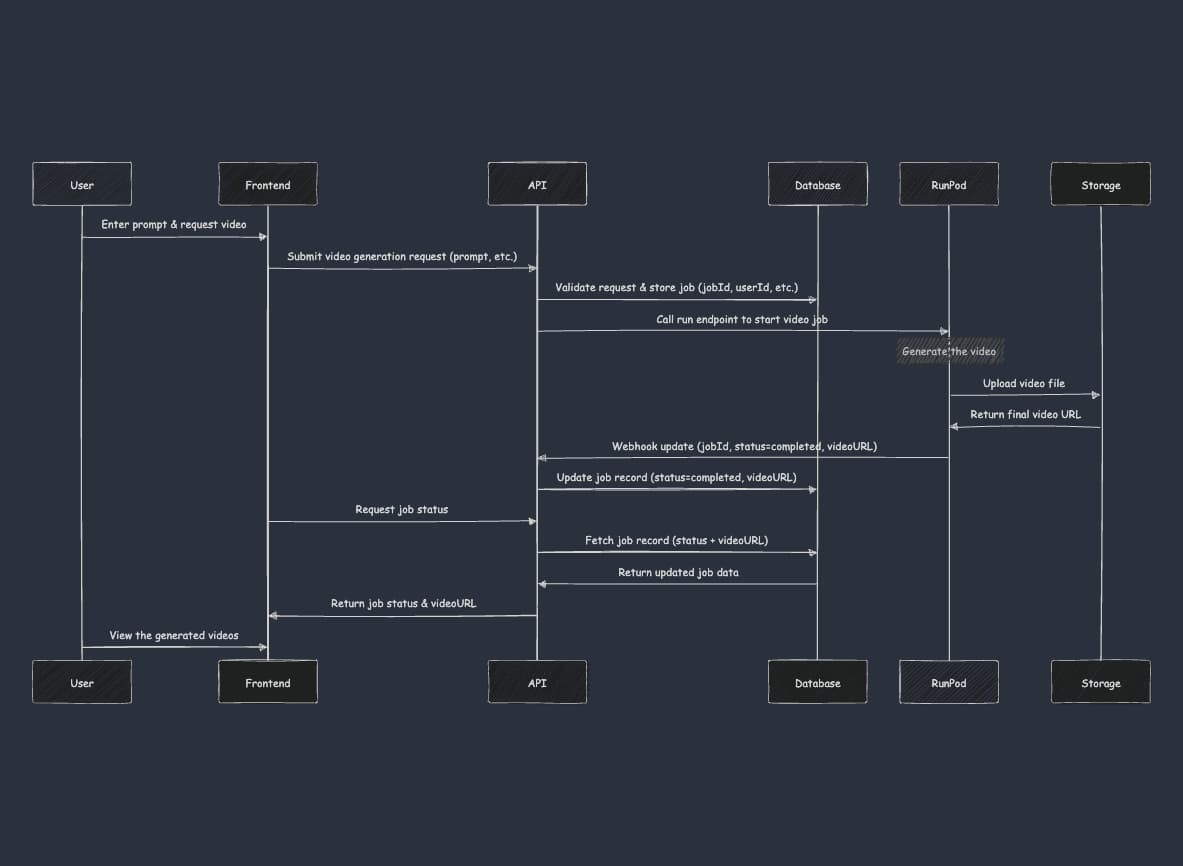 User
Frontend
API
Database
RunPod
Storage
Enter prompt & request video
Submit video generation request (prompt, etc.)
Validate request & store job (jobId, userId, etc.)
Call run endpoint to start video job
Generate the video
Upload video file
Return final video URL
Webhook update (jobId, status=completed, videoURL)
Update job record (status=completed, videoURL)
Request job status
Fetch job record (status + videoURL)
Return updated job data
Return job status & videoURL
View the generated videos
User
Frontend
API
Database
RunPod
Storage